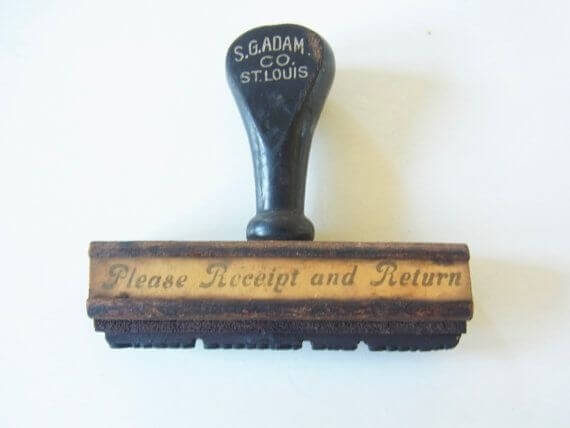 S.G.ADAM
CO.
ST.LOUIS
Please Receipt and Return